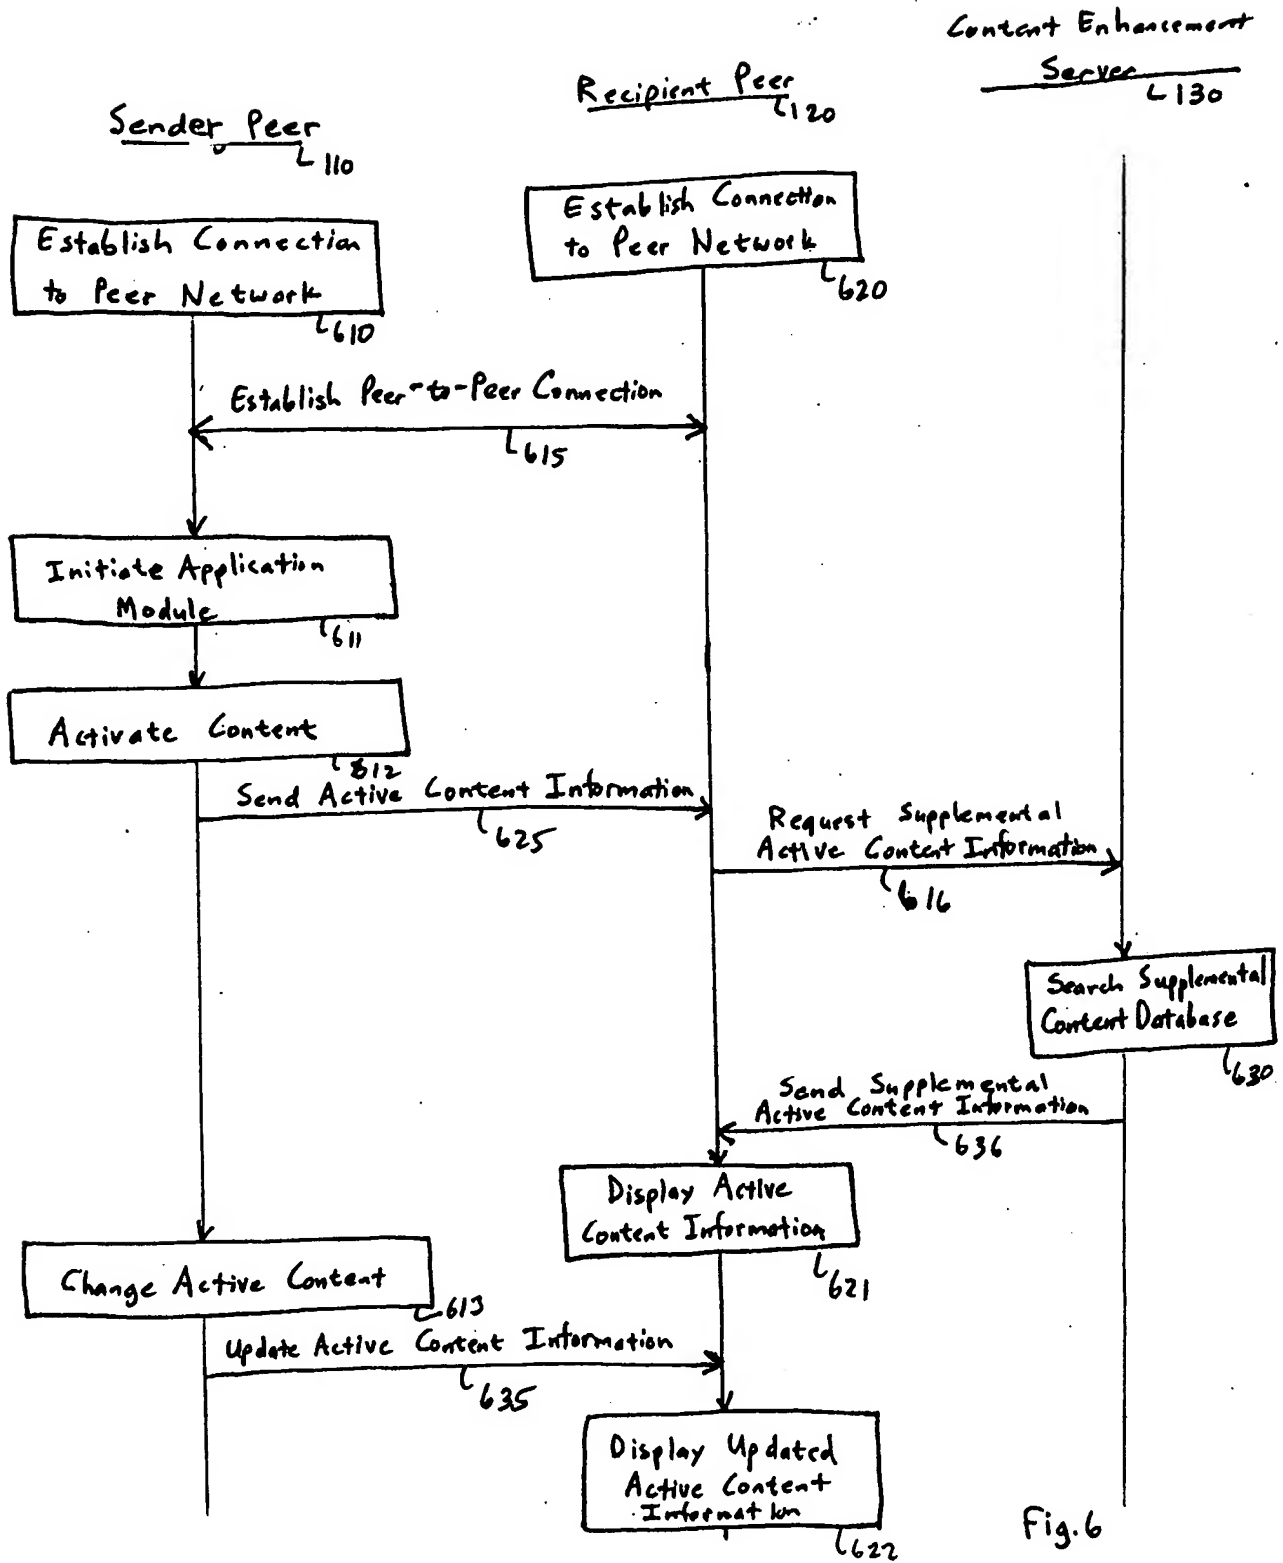 Content Enhancement
Server
130
Recipient Peer
120
Sender Peer
110
Establish Connection
to Peer Network
620
Establish Connection
to Peer Network
610
Establish Peer-to-Peer Connection
615
Initiate Application
Module
611
Activate Content
612
Send Active Content Information
625
Request Supplemental
Active Content Information
616
Search Supplemental
Content Database
630
Send Supplemental
Active Content Information
636
Display Active
Content Information
621
Change Active Content
613
Update Active Content Information
635
Display Updated
Active Content
Information
622
Fig. 6